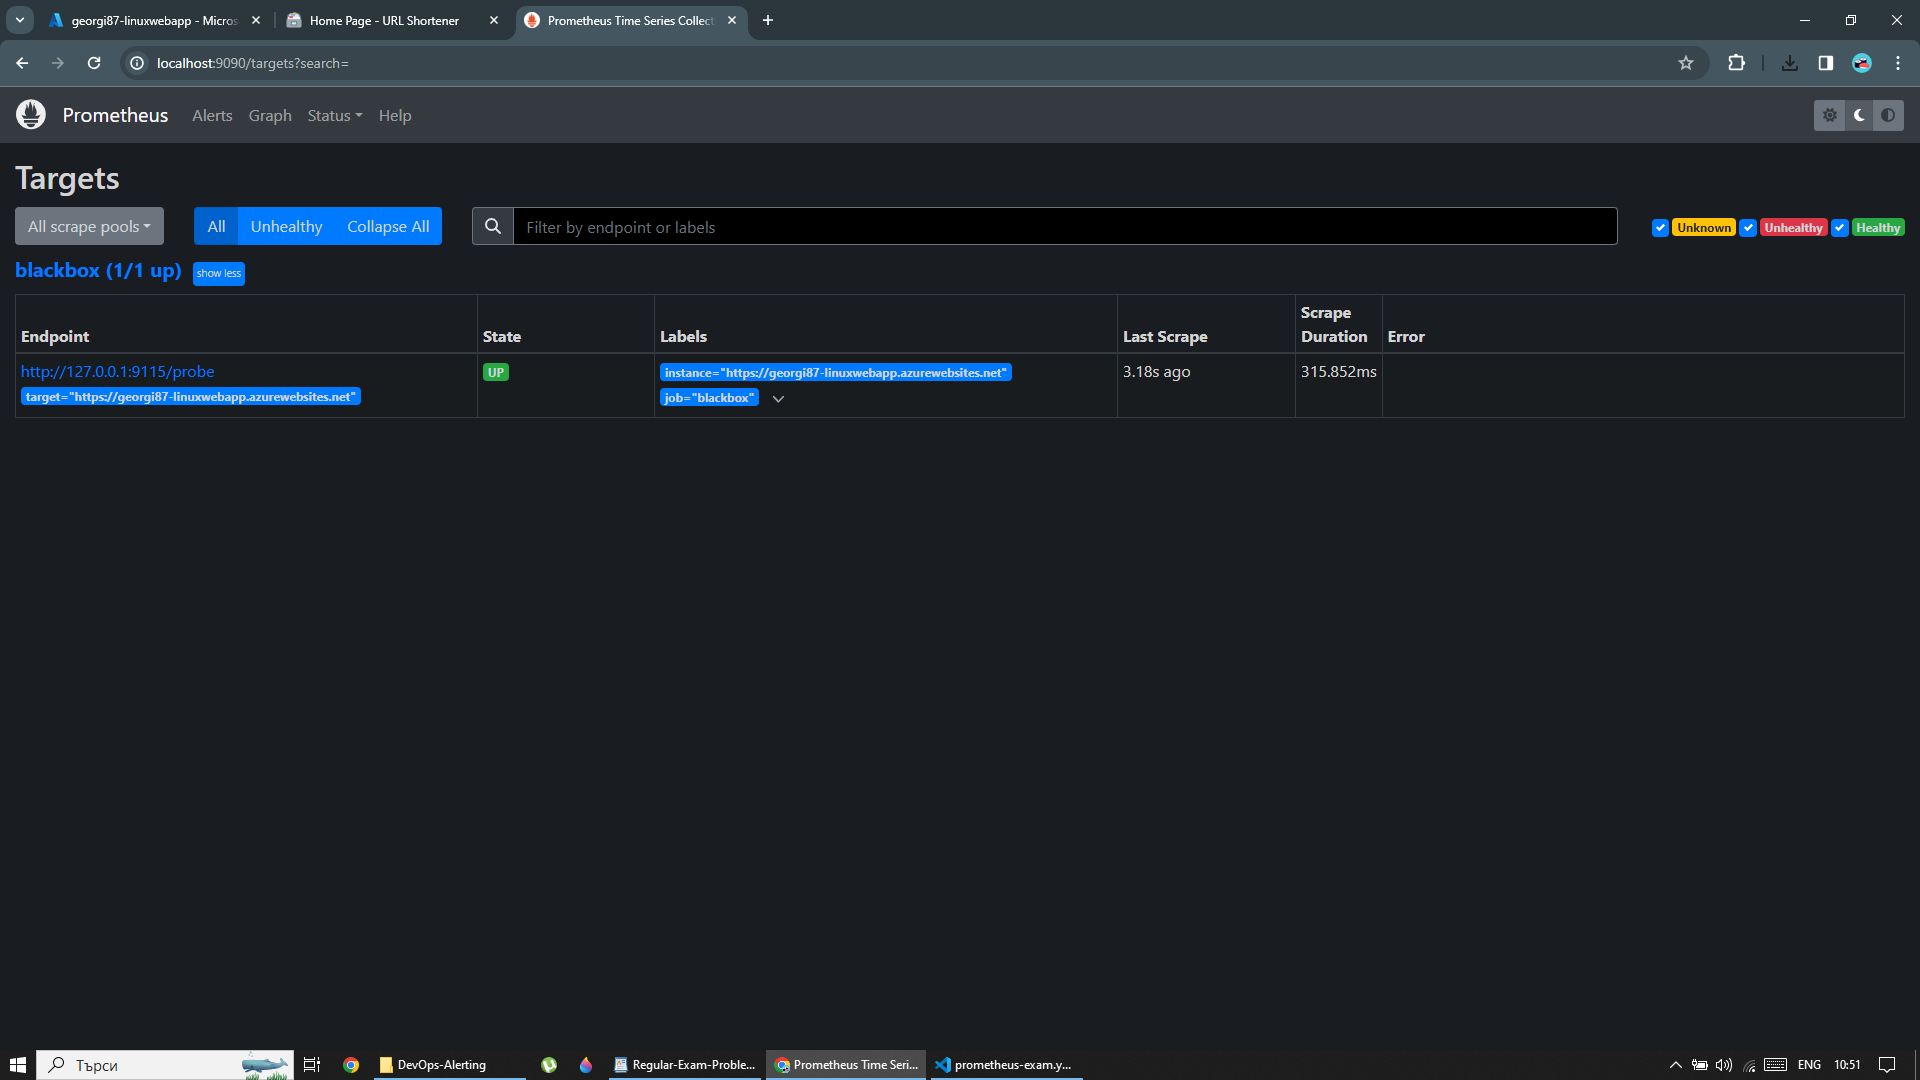 georgi87-linuxwebapp - Micros
Home Page - URL Shortener
Prometheus Time Series Collect
localhost:9090/targets?search=
Prometheus
Alerts
Graph
Status
Help
Targets
All scrape pools
All
Unhealthy
Collapse All
Filter by endpoint or labels
Unknown
Unhealthy
Healthy
blackbox (1/1 up)
show less
Endpoint
State
Labels
Last Scrape
Scrape
Duration
Error
http://127.0.0.1:9115/probe
target="https://georgi87-linuxwebapp.azurewebsites.net"
UP
instance="https://georgi87-linuxwebapp.azurewebsites.net"
job="blackbox"
3.18s ago
315.852ms
Търси
DevOps-Alerting
Regular-Exam-Proble...
Prometheus Time Seri...
prometheus-exam.y...
ENG
10:51